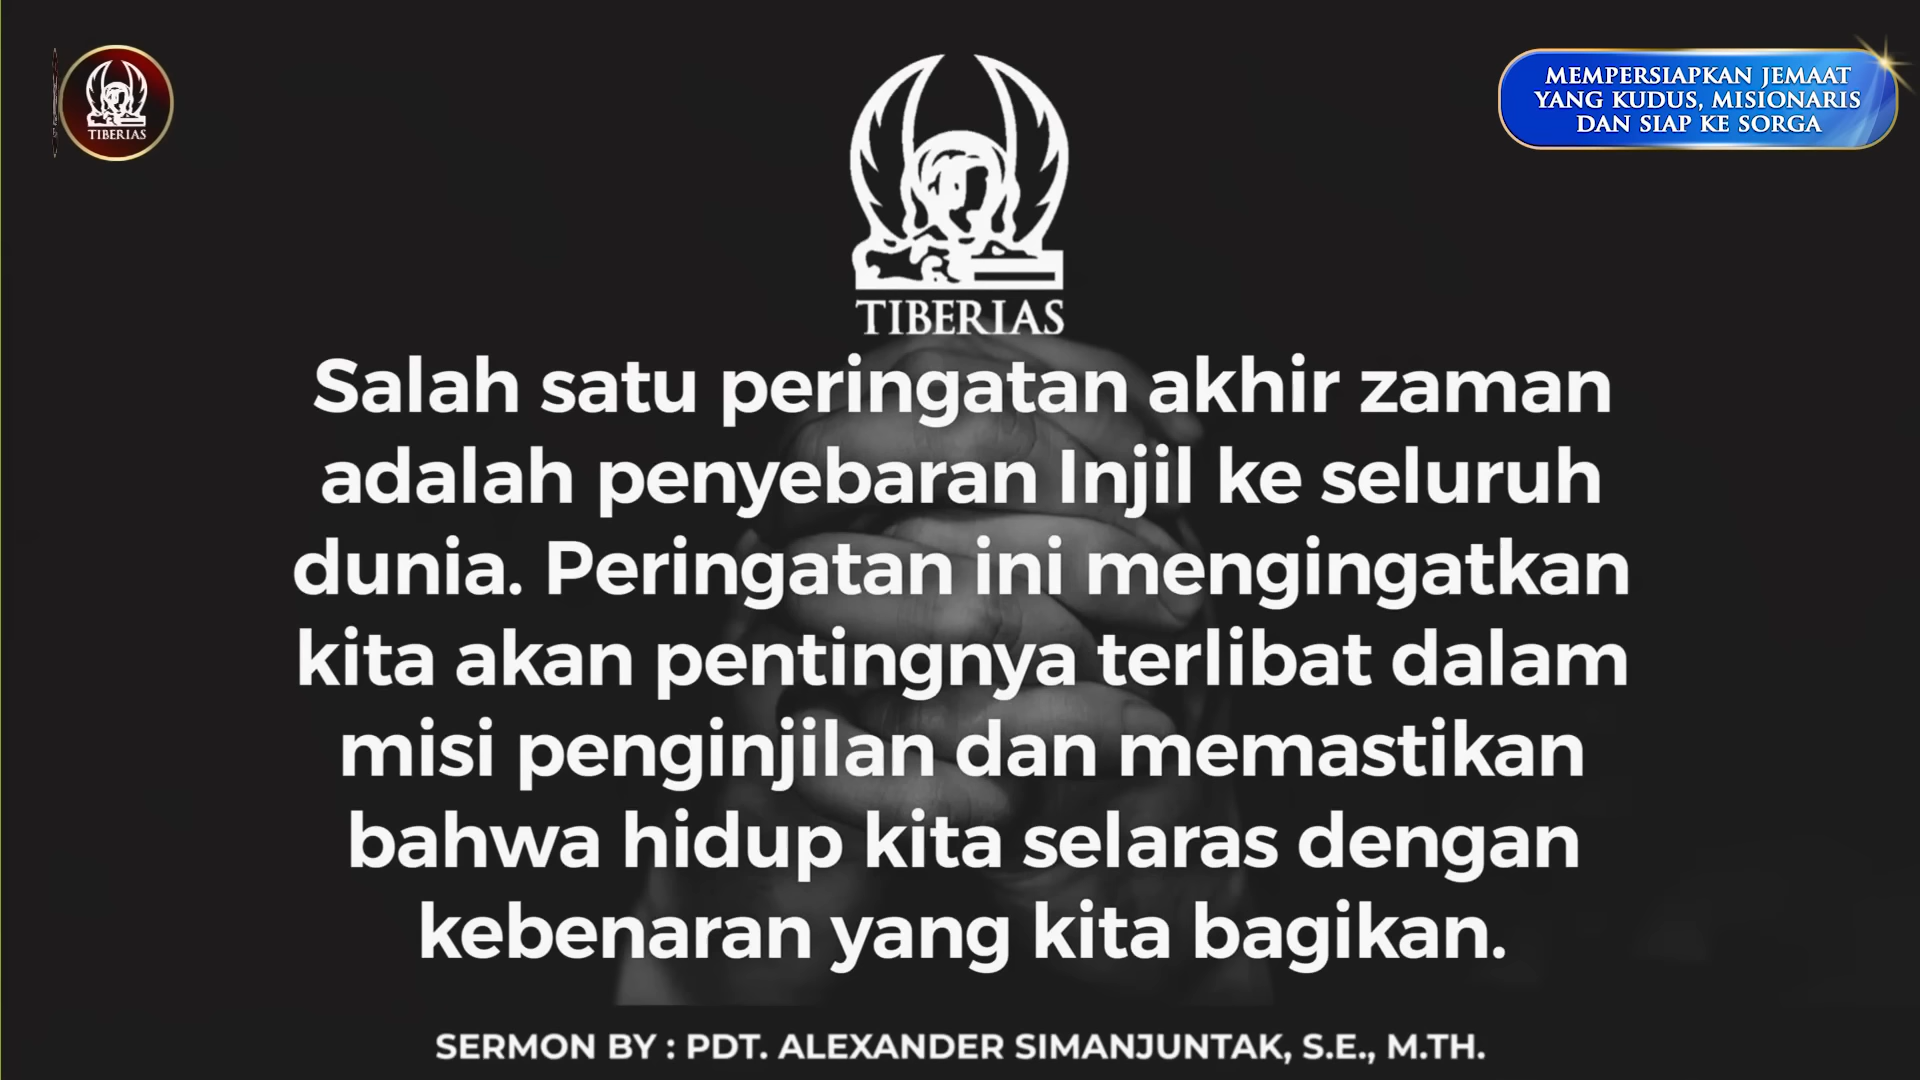 TIBERIAS
MEMPERSIAPKAN JEMAAT
YANG KUDUS, MISIONARIS
DAN SIAP KE SORGA
TIBERIAS
Salah satu peringatan akhir zaman
adalah penyebaran Injil ke seluruh
dunia. Peringatan ini mengingatkan
kita akan pentingnya terlibat dalam
misi penginjilan dan memastikan
bahwa hidup kita selaras dengan
kebenaran yang kita bagikan.
SERMON BY : PDT. ALEXANDER SIMANJUNTAK, S.E., M.TH.